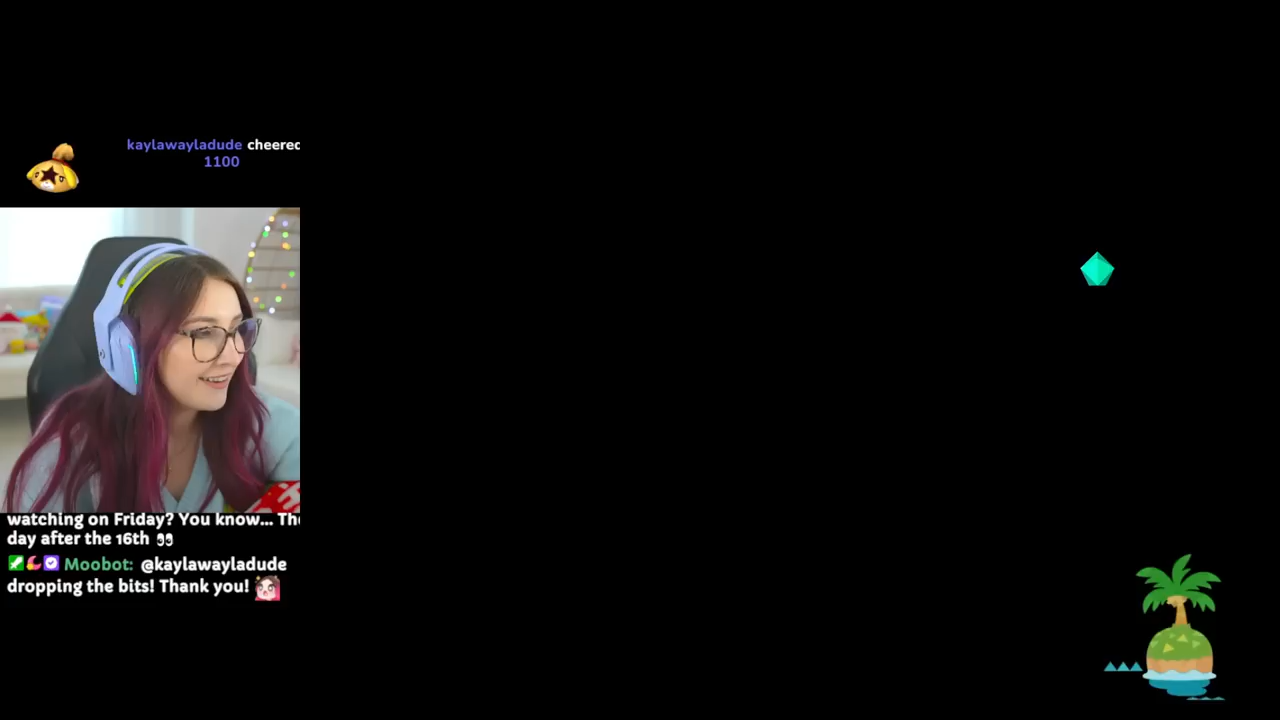 kaylawayladude cheered
1100
watching on Friday? You know... The
day after the 16th 👀
Moobot: @kaylawayladude
dropping the bits! Thank you!